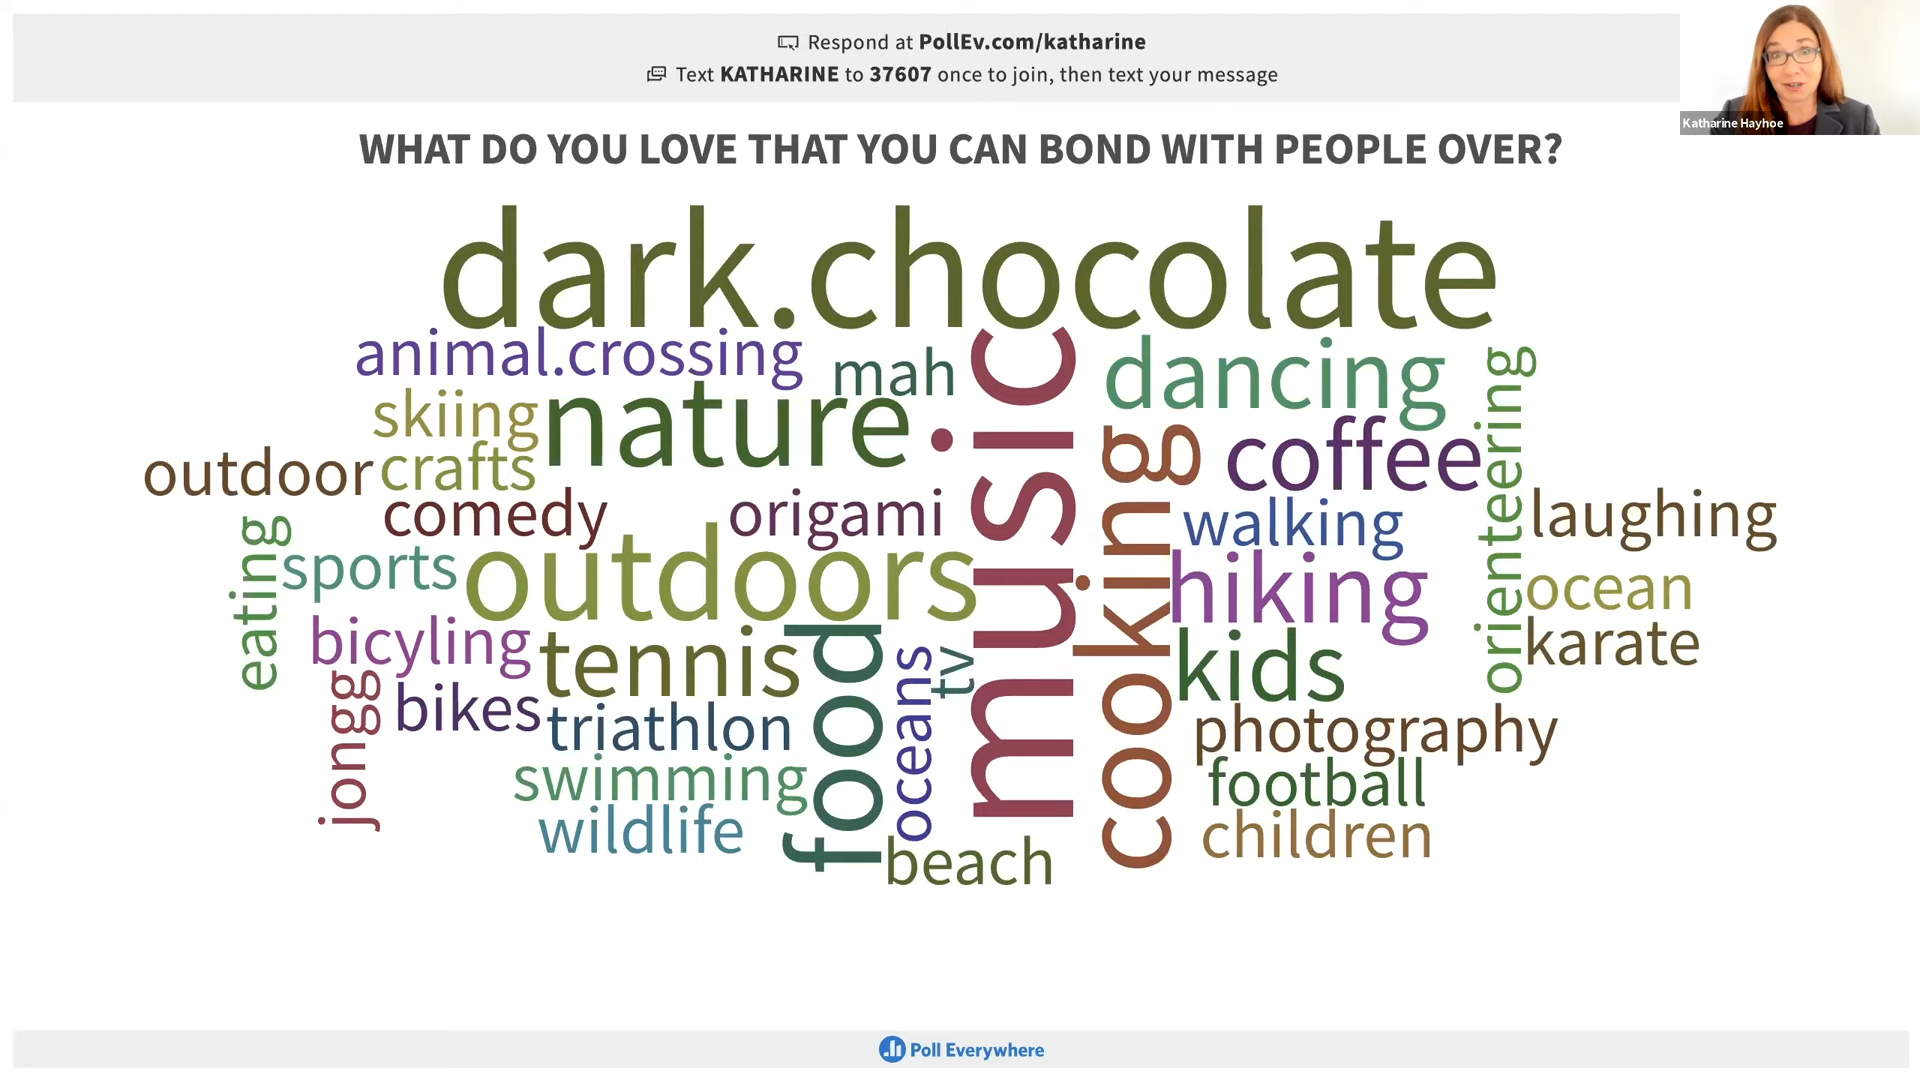 Respond at PollEv.com/katharine
Text KATHARINE to 37607 once to join, then text your message
Katharine Hayhoe
WHAT DO YOU LOVE THAT YOU CAN BOND WITH PEOPLE OVER?
dark.chocolate
animal.crossing
mah
music
dancing
orienteering
skiing
nature.
cooking
coffee
outdoor
crafts
comedy
origami
walking
laughing
eating
sports
outdoors
hiking
ocean
bicyling
tennis
food
oceans
tv
kids
karate
jongg
bikes
triathlon
photography
swimming
football
wildlife
beach
children
Poll Everywhere